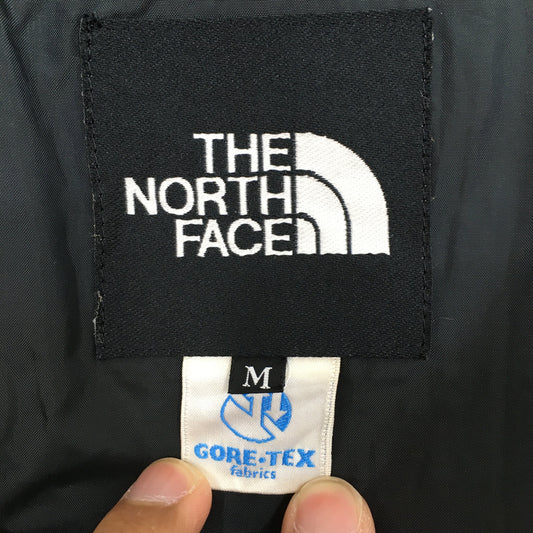 THE
NORTH
FACE
M
GORE-TEX
fabrics